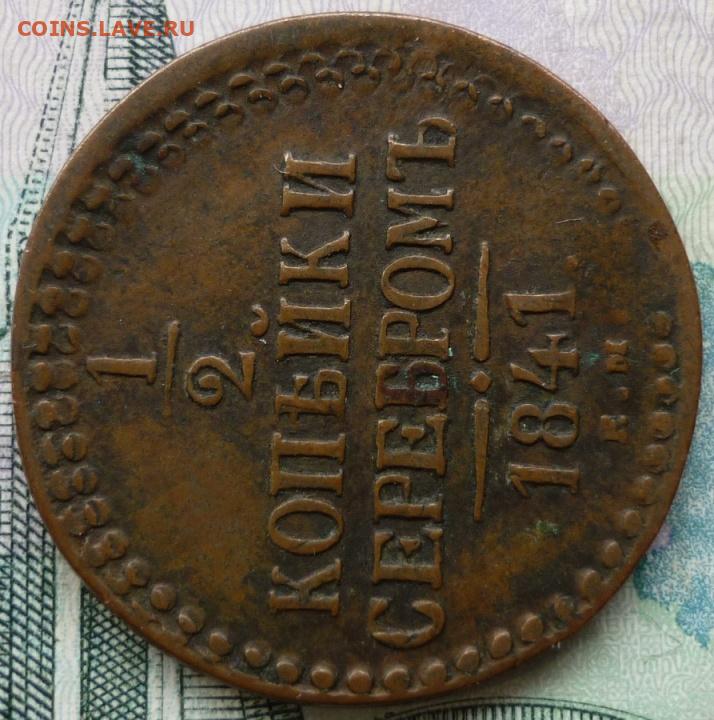 COINS.LAVE.RU
1
2
КОПѢЙКИ
СЕРЕБРОМЪ
1841.
Е.М.